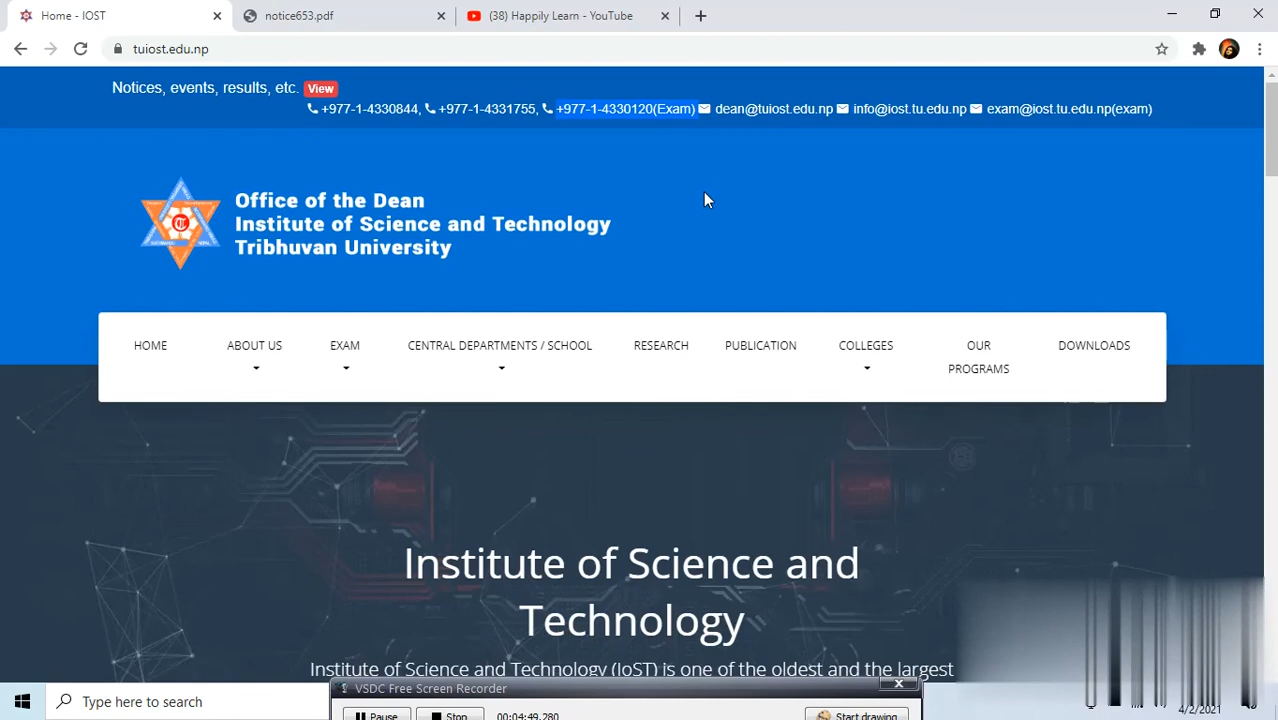 Home - IOST
notice653.pdf
(38) Happily Learn - YouTube
tuiost.edu.np
Notices, events, results, etc. View
+977-1-4330844, +977-1-4331755, +977-1-4330120(Exam) dean@tuiost.edu.np info@iost.tu.edu.np exam@iost.tu.edu.np(exam)
Office of the Dean
Institute of Science and Technology
Tribhuvan University
HOME ABOUT US EXAM CENTRAL DEPARTMENTS / SCHOOL RESEARCH PUBLICATION COLLEGES OUR PROGRAMS DOWNLOADS
Institute of Science and
Technology
Institute of Science and Technology (IoST) is one of the oldest and the largest
VSDC Free Screen Recorder
Type here to search
Pause Stop 00:04:49.280 Start drawing
4/2/2021